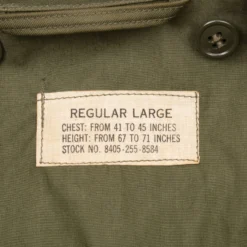 REGULAR LARGE
CHEST: FROM 41 TO 45 INCHES
HEIGHT: FROM 67 TO 71 INCHES
STOCK NO. 8405-255-8584